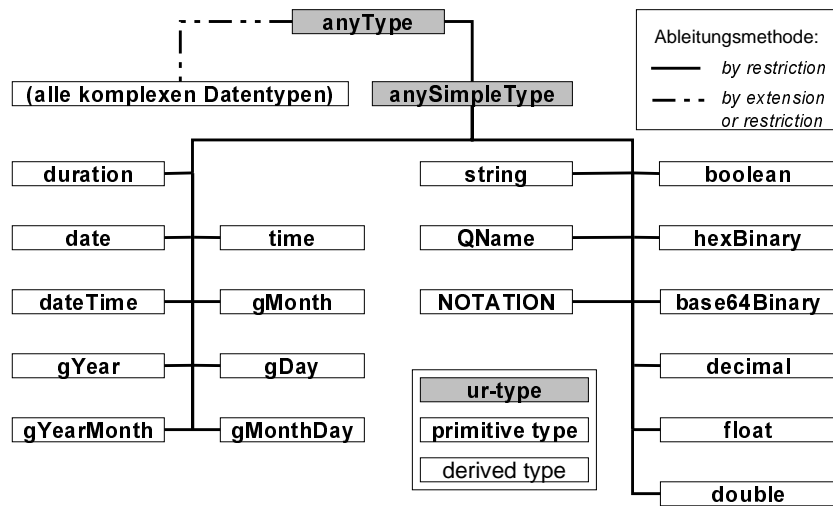 anyType
Ableitungsmethode:
by restriction
by extension
or restriction
(alle komplexen Datentypen)
anySimpleType
duration
string
boolean
date
time
QName
hexBinary
dateTime
gMonth
NOTATION
base64Binary
gYear
gDay
decimal
ur-type
gYearMonth
gMonthDay
primitive type
float
derived type
double